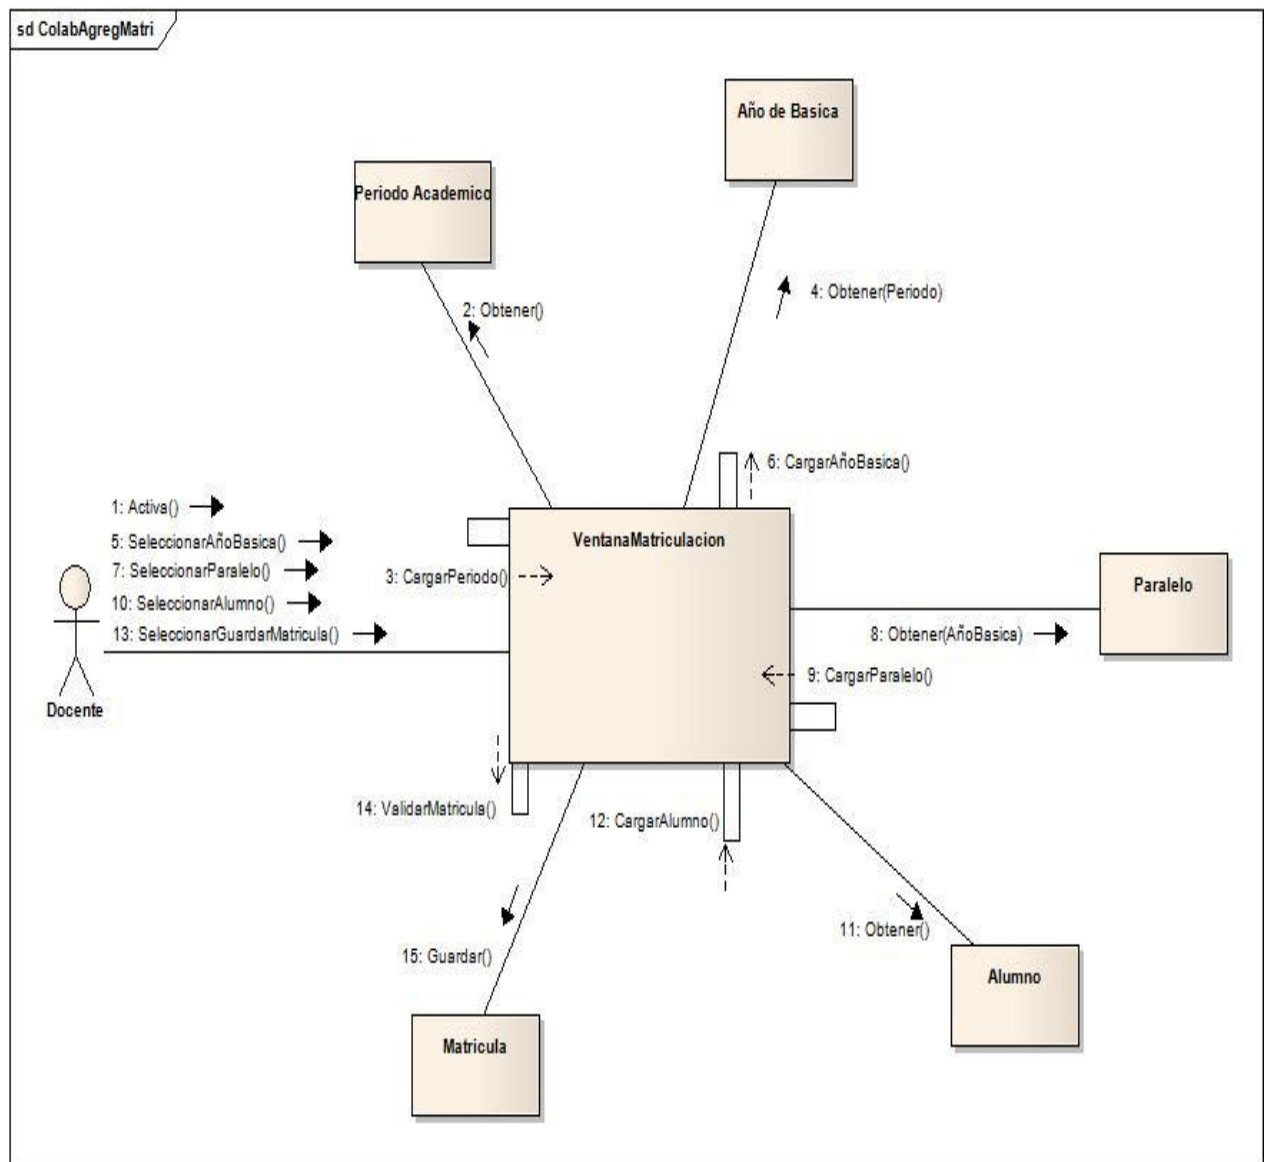 sd ColabAgregMatri
Año de Basica
Periodo Academico
4: Obtener(Periodo)
2: Obtener()
6: CargarAñoBasica()
1: Activa()
5: SeleccionarAñoBasica()
7: SeleccionarParalelo()
10: SeleccionarAlumno()
13: SeleccionarGuardarMatricula()
Docente
VentanaMatriculacion
3: CargarPeriodo()
Paralelo
8: Obtener(AñoBasica)
9: CargarParalelo()
14: ValidarMatricula()
12: CargarAlumno()
11: Obtener()
15: Guardar()
Alumno
Matricula